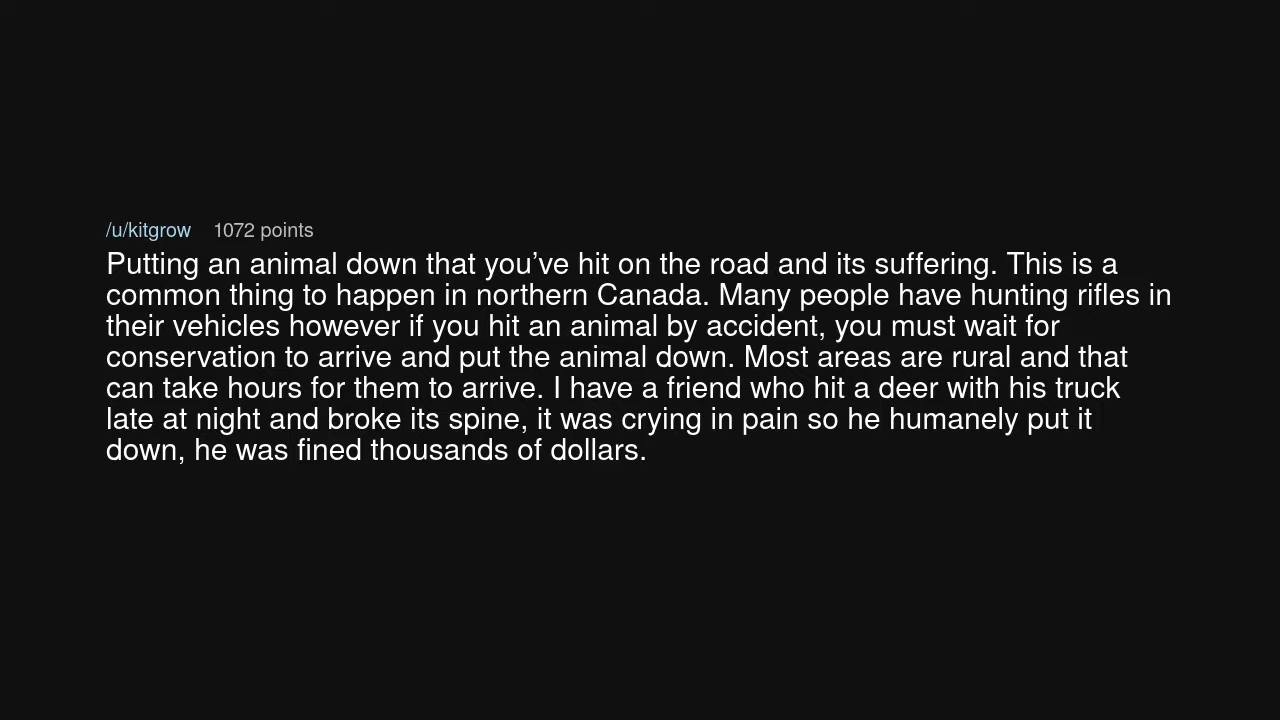 /u/kitgrow 1072 points
Putting an animal down that you’ve hit on the road and its suffering. This is a
common thing to happen in northern Canada. Many people have hunting rifles in
their vehicles however if you hit an animal by accident, you must wait for
conservation to arrive and put the animal down. Most areas are rural and that
can take hours for them to arrive. I have a friend who hit a deer with his truck
late at night and broke its spine, it was crying in pain so he humanely put it
down, he was fined thousands of dollars.